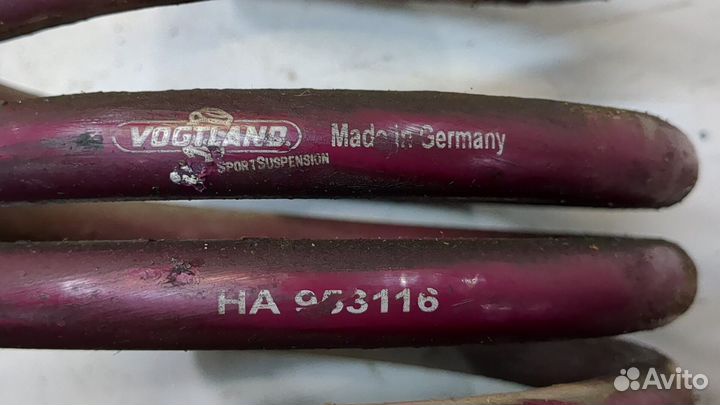 VOGTLAND.
SPORTSUSPENSION
Made in Germany
HA 953116
Avito